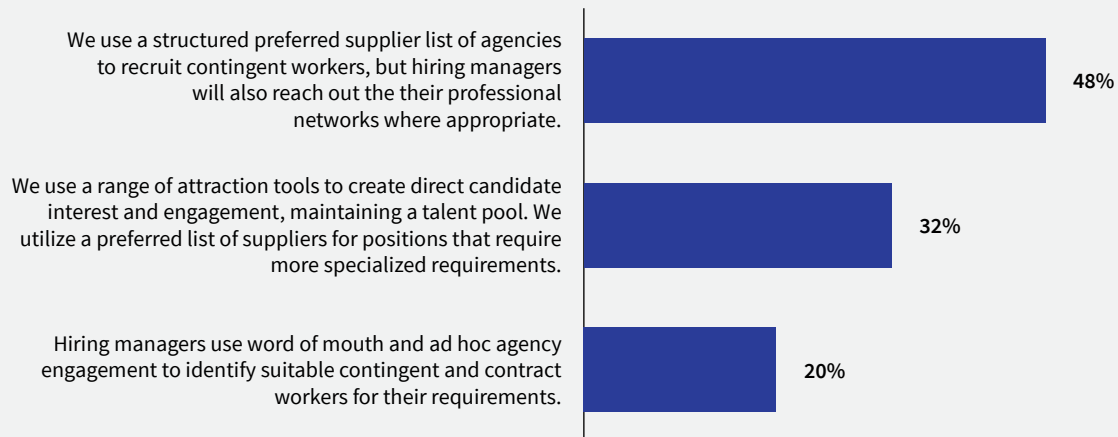 We use a structured preferred supplier list of agencies
to recruit contingent workers, but hiring managers
will also reach out the their professional
networks where appropriate.
48%
We use a range of attraction tools to create direct candidate
interest and engagement, maintaining a talent pool. We
utilize a preferred list of suppliers for positions that require
more specialized requirements.
32%
Hiring managers use word of mouth and ad hoc agency
engagement to identify suitable contingent and contract
workers for their requirements.
20%